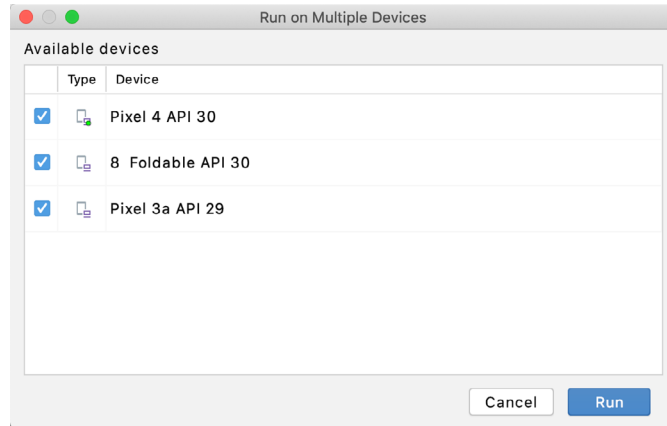 Run on Multiple Devices
Available devices
Type Device
Pixel 4 API 30
8  Foldable API 30
Pixel 3a API 29
Cancel Run